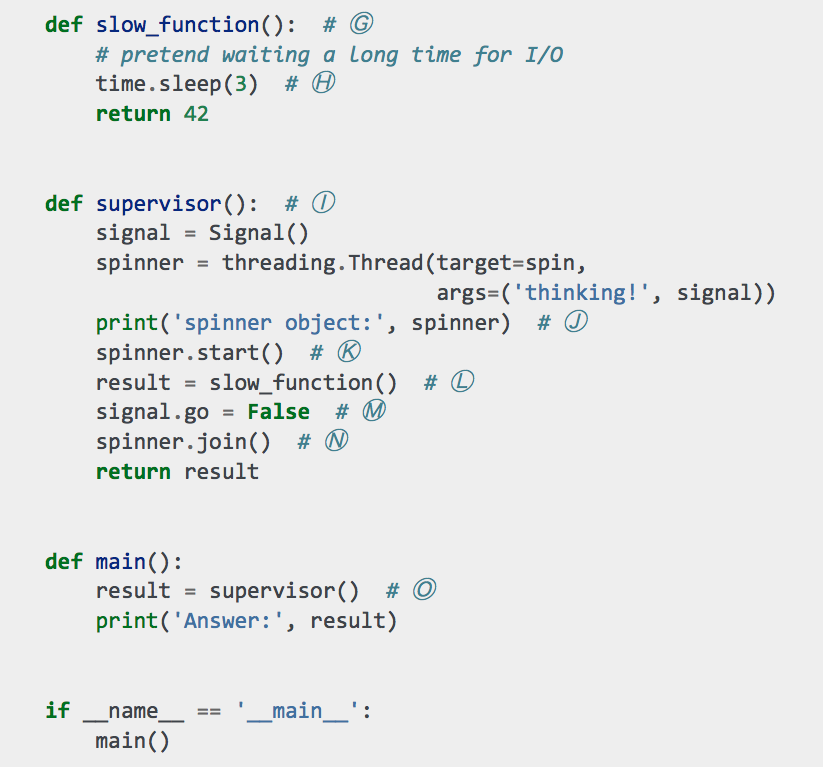 def slow_function():  # Ⓖ
    # pretend waiting a long time for I/O
    time.sleep(3)  # Ⓗ
    return 42
def supervisor():  # Ⓘ
    signal = Signal()
    spinner = threading.Thread(target=spin,
                               args=('thinking!', signal))
    print('spinner object:', spinner)  # Ⓙ
    spinner.start()  # Ⓚ
    result = slow_function()  # Ⓛ
    signal.go = False  # Ⓜ
    spinner.join()  # Ⓝ
    return result
def main():
    result = supervisor()  # Ⓞ
    print('Answer:', result)
if __name__ == '__main__':
    main()